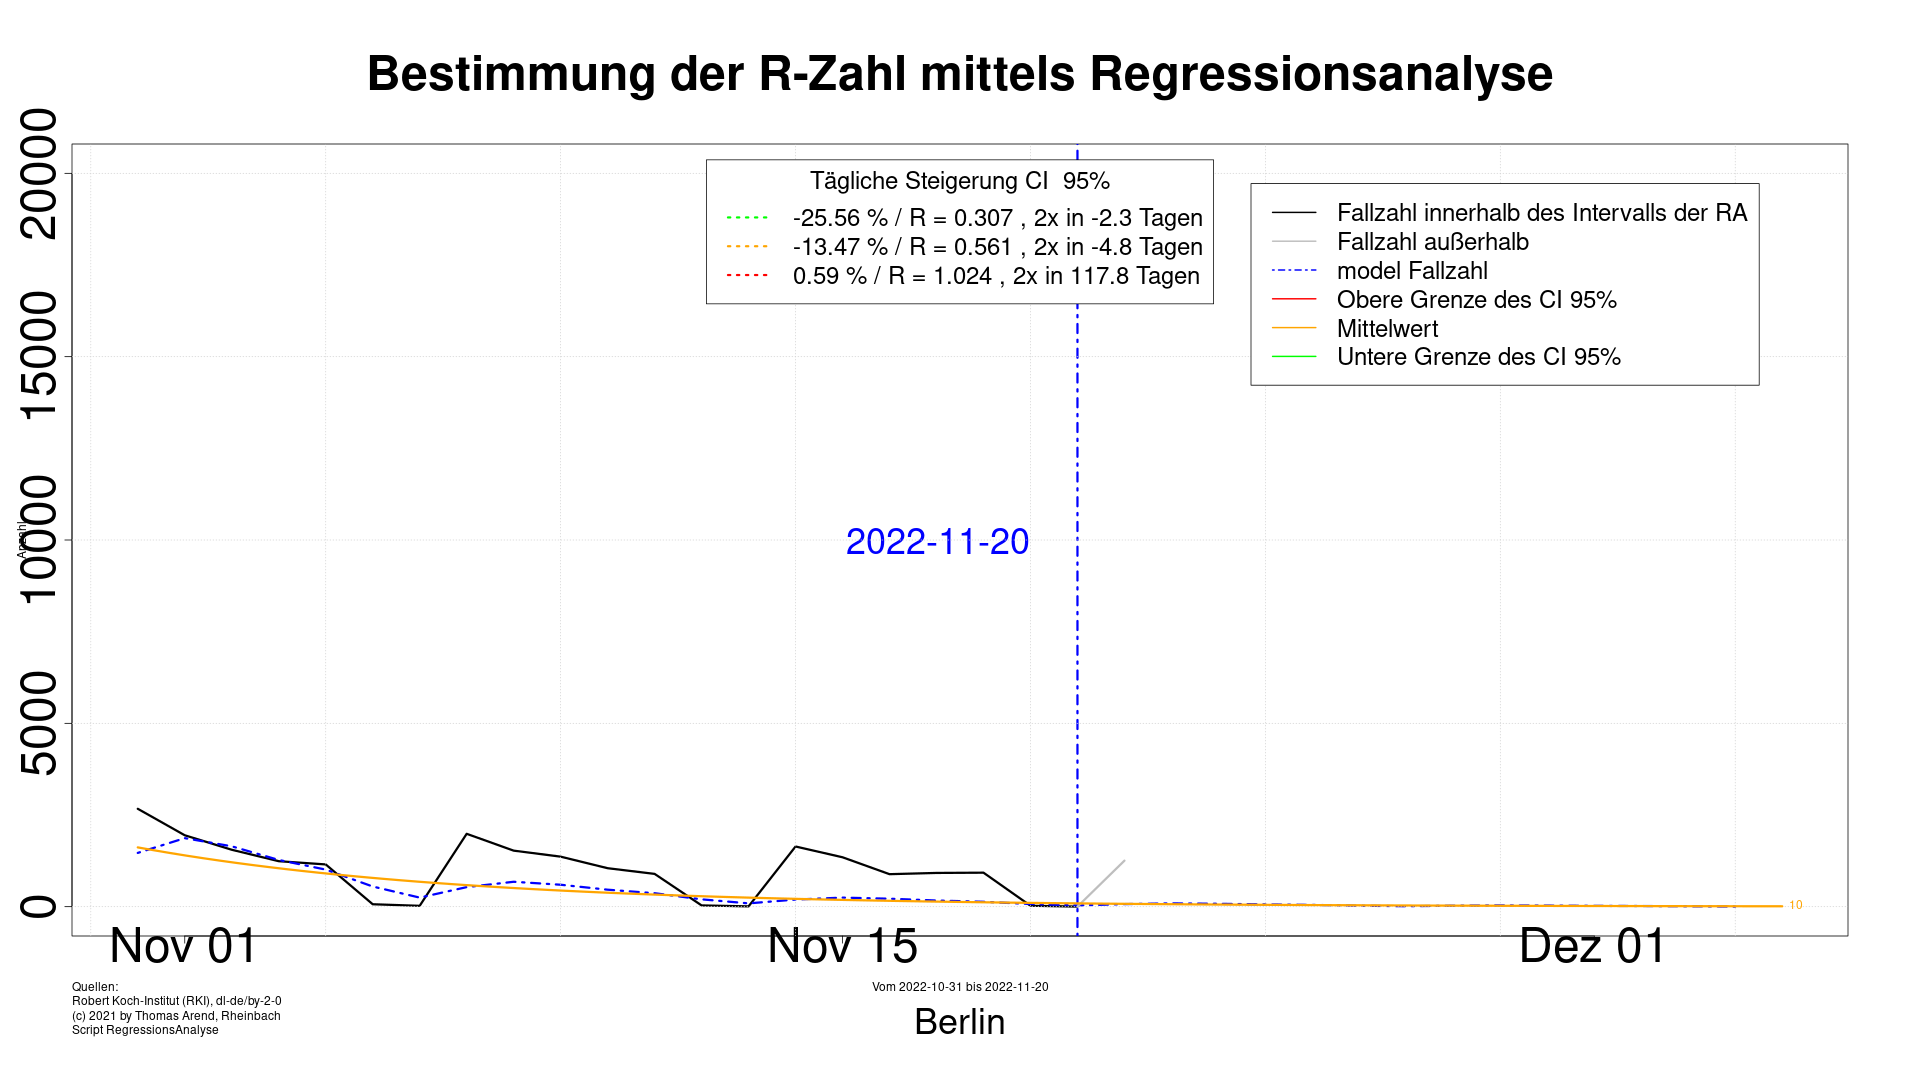 Bestimmung der R-Zahl mittels Regressionsanalyse
Tägliche Steigerung CI  95%
-25.56 % / R = 0.307 , 2x in -2.3 Tagen
-13.47 % / R = 0.561 , 2x in -4.8 Tagen
0.59 % / R = 1.024 , 2x in 117.8 Tagen
Fallzahl innerhalb des Intervalls der RA
Fallzahl außerhalb
model Fallzahl
Obere Grenze des CI 95%
Mittelwert
Untere Grenze des CI 95%
20000
15000
10000
5000
0
Anzahl
2022-11-20
10
Nov 01
Nov 15
Dez 01
Quellen:
Robert Koch-Institut (RKI), dl-de/by-2-0
(c) 2021 by Thomas Arend, Rheinbach
Script RegressionsAnalyse
Vom 2022-10-31 bis 2022-11-20
Berlin